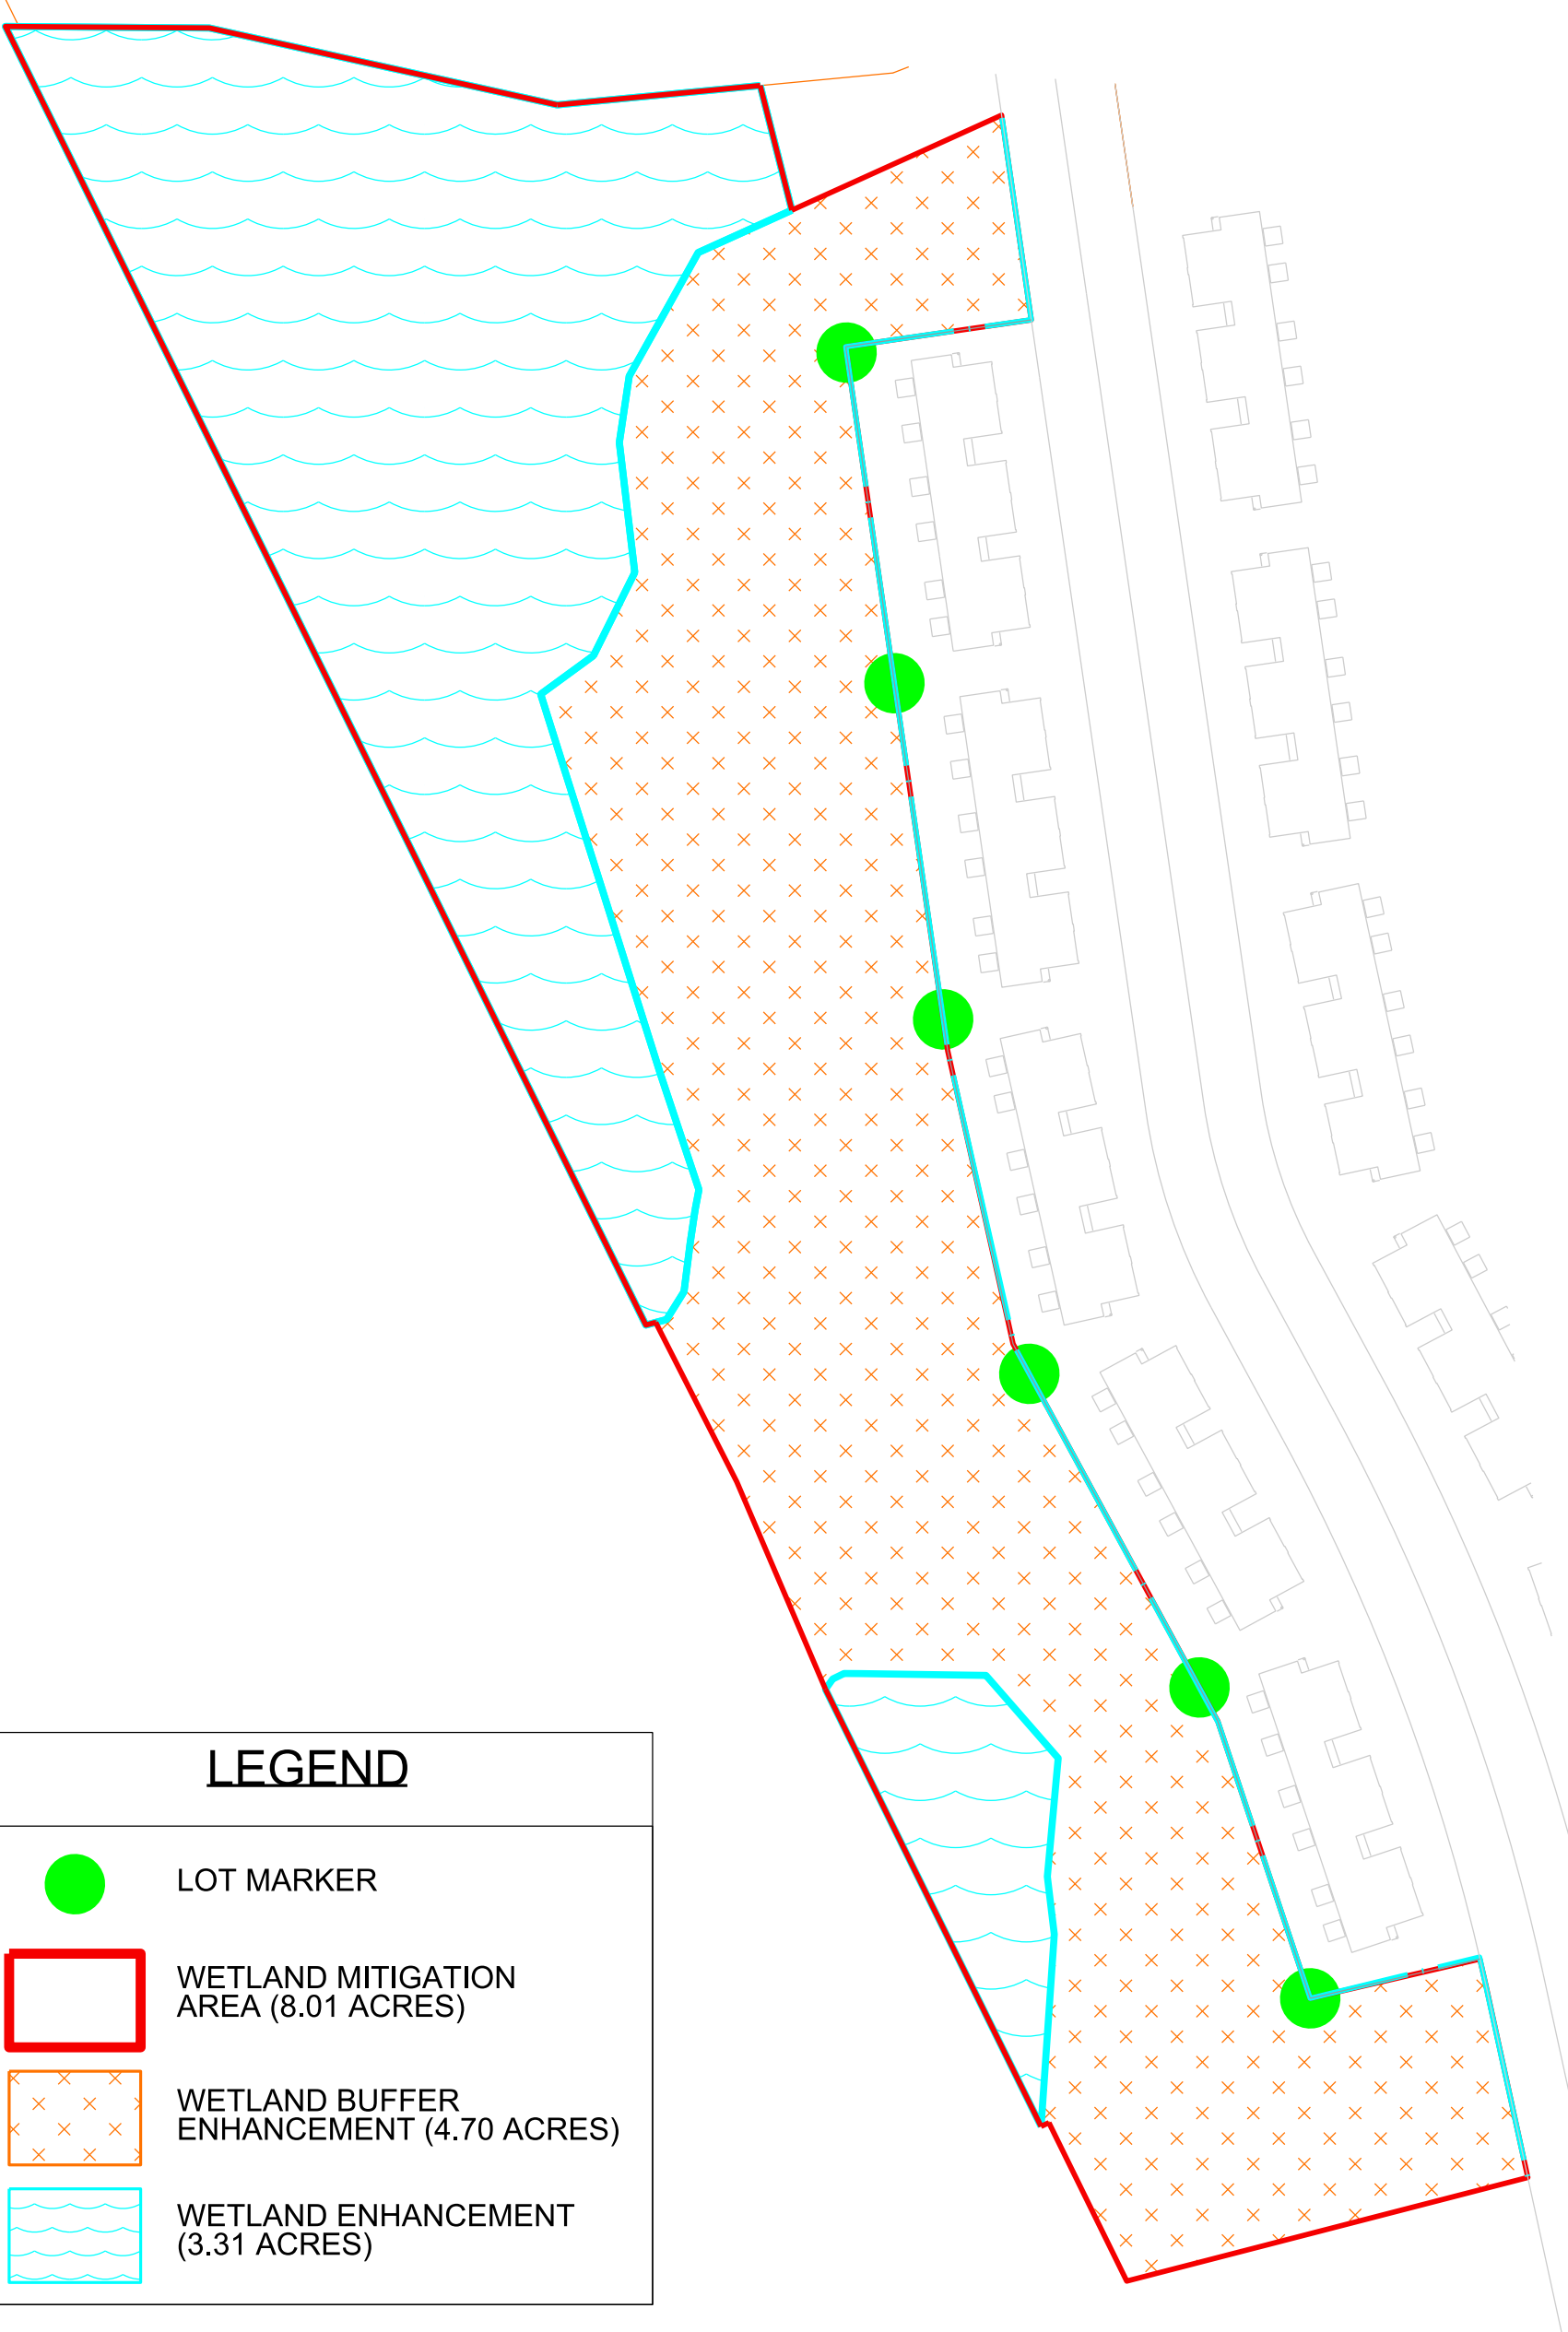 LEGEND
LOT MARKER
WETLAND MITIGATION
AREA (8.01 ACRES)
WETLAND BUFFER
ENHANCEMENT (4.70 ACRES)
WETLAND ENHANCEMENT
(3.31 ACRES)